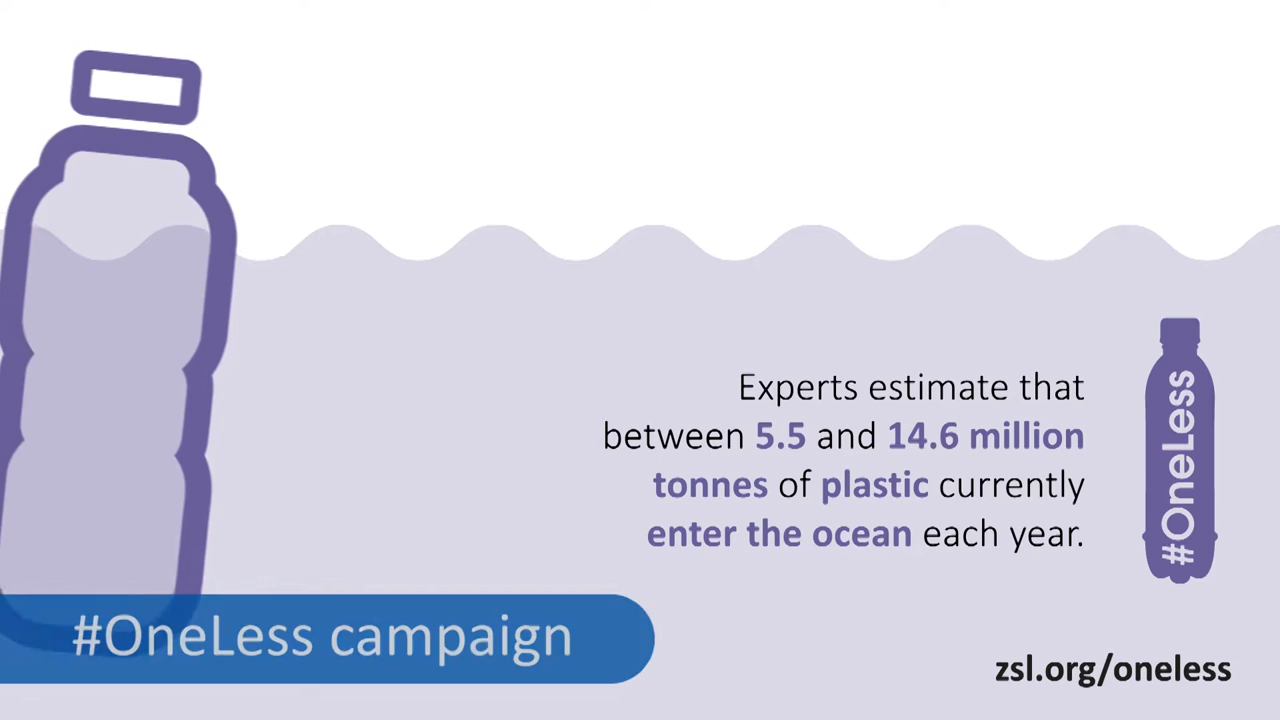 Experts estimate that
between 5.5 and 14.6 million
tonnes of plastic currently
enter the ocean each year.
#OneLess
#OneLess campaign
zsl.org/oneless